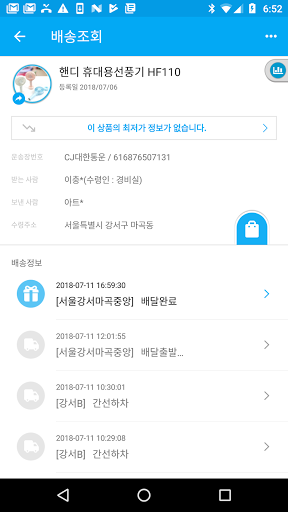 6:52
배송조회
핸디 휴대용선풍기 HF110
등록일 2018/07/06
이 상품의 최저가 정보가 없습니다.
운송장번호 CJ대한통운 / 616876507131
받는 사람 이중*(수령인 : 경비실)
보낸 사람 아트*
수령주소 서울특별시 강서구 마곡동
배송정보
2018-07-11 16:59:30
[서울강서마곡중앙] 배달완료
2018-07-11 12:01:55
[서울강서마곡중앙] 배달출발...
2018-07-11 10:30:01
[강서B] 간선하차
2018-07-11 10:29:08
[강서B] 간선하차